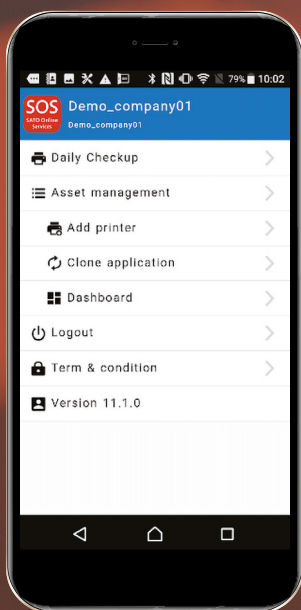 79% 10:02
SOS
SATO Online
Services
Demo_company01
Demo_company01
Daily Checkup
Asset management
Add printer
Clone application
Dashboard
Logout
Term & condition
Version 11.1.0